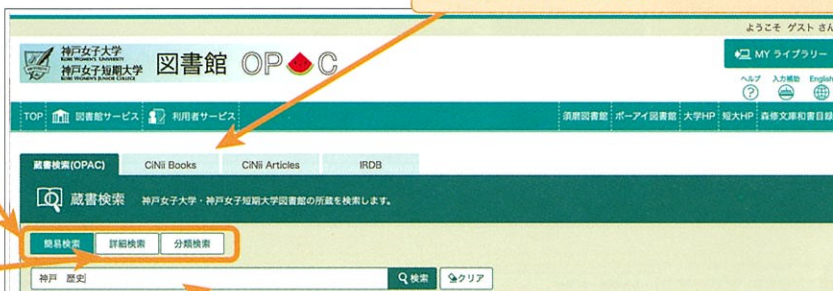 ようこそ ゲスト さん
神戸女子大学
KOBE WOMEN'S UNIVERSITY
神戸女子短期大学
KOBE WOMEN'S JUNIOR COLLEGE
図書館 OPAC
MY ライブラリー
ヘルプ 入力補助 English
TOP 図書館サービス 利用者サービス 須磨図書館 ポーアイ図書館 大学HP 短大HP 森修文庫和書目録
蔵書検索(OPAC) CiNii Books CiNii Articles IRDB
蔵書検索 神戸女子大学・神戸女子短期大学図書館の所蔵を検索します。
簡易検索 詳細検索 分類検索
神戸 歴史 検索 クリア